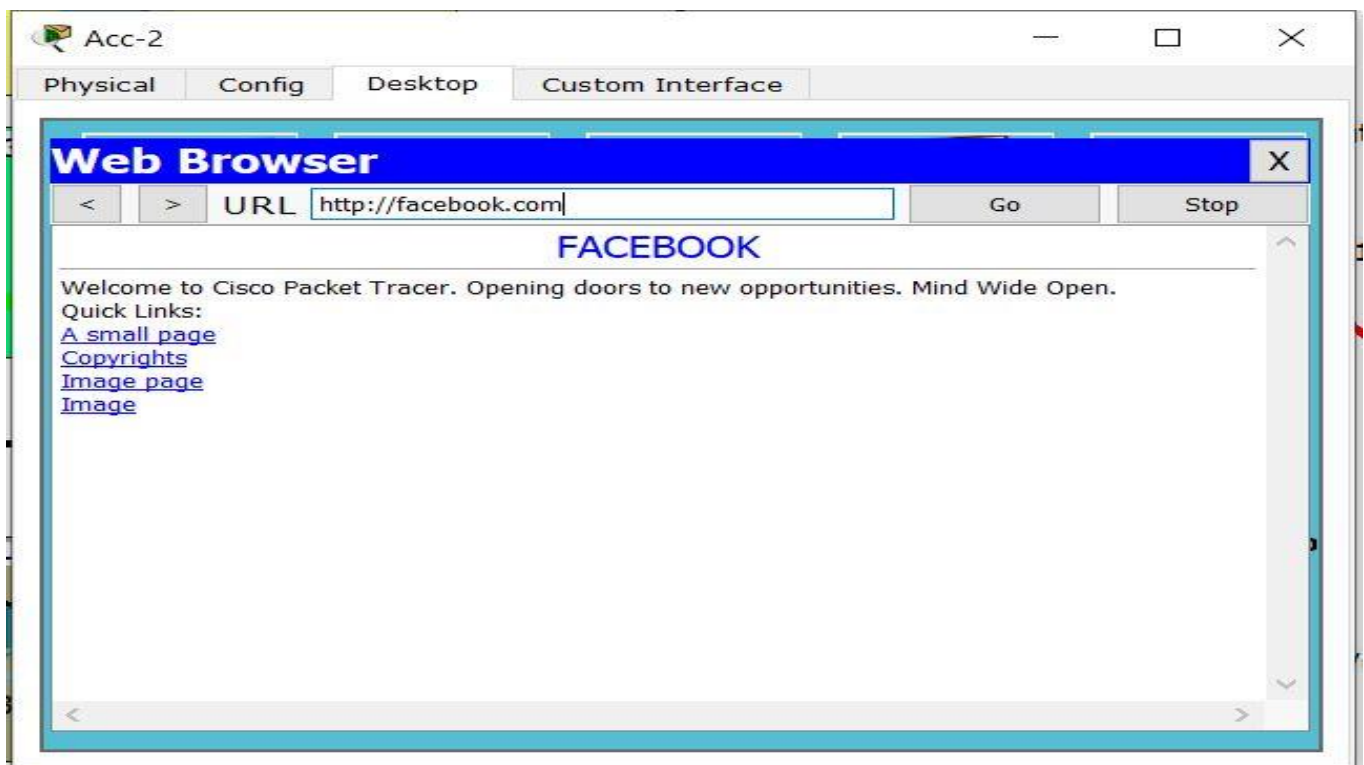 Acc-2
Physical Config Desktop Custom Interface
Web Browser X
< > URL http://facebook.com Go Stop
FACEBOOK
Welcome to Cisco Packet Tracer. Opening doors to new opportunities. Mind Wide Open.
Quick Links:
A small page
Copyrights
Image page
Image